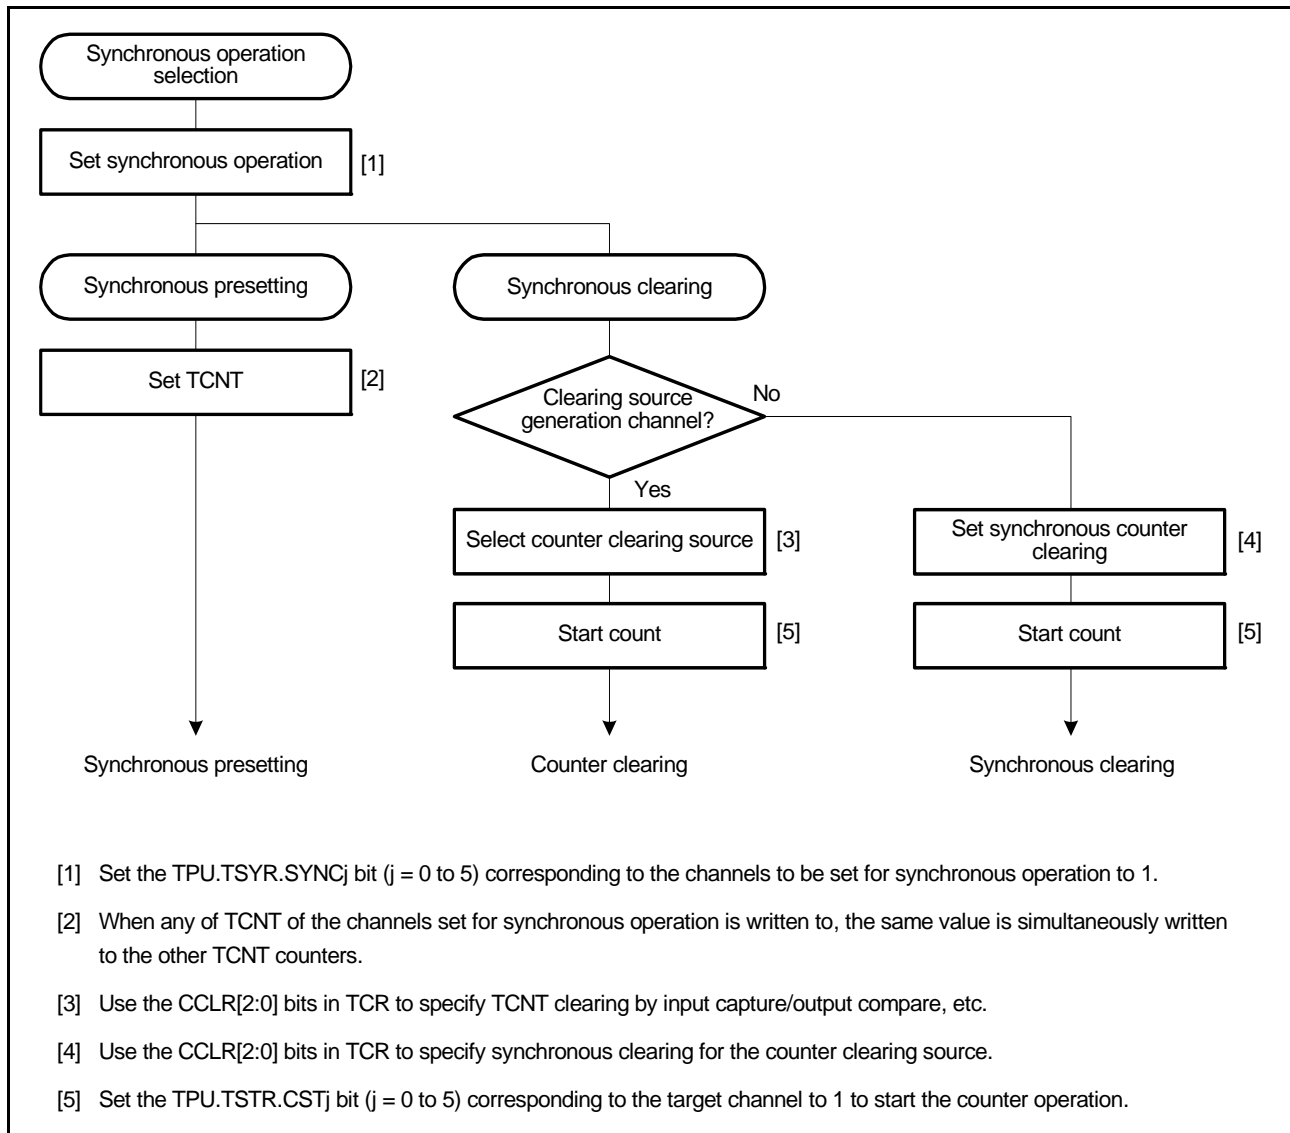 Synchronous operation
selection
Set synchronous operation
[1]
Synchronous presetting
Synchronous clearing
Set TCNT
[2]
Clearing source
generation channel?
No
Yes
Select counter clearing source
[3]
Set synchronous counter
clearing
[4]
Start count
[5]
Start count
[5]
Synchronous presetting
Counter clearing
Synchronous clearing
[1] Set the TPU.TSYR.SYNCj bit (j = 0 to 5) corresponding to the channels to be set for synchronous operation to 1.
[2] When any of TCNT of the channels set for synchronous operation is written to, the same value is simultaneously written
to the other TCNT counters.
[3] Use the CCLR[2:0] bits in TCR to specify TCNT clearing by input capture/output compare, etc.
[4] Use the CCLR[2:0] bits in TCR to specify synchronous clearing for the counter clearing source.
[5] Set the TPU.TSTR.CSTj bit (j = 0 to 5) corresponding to the target channel to 1 to start the counter operation.